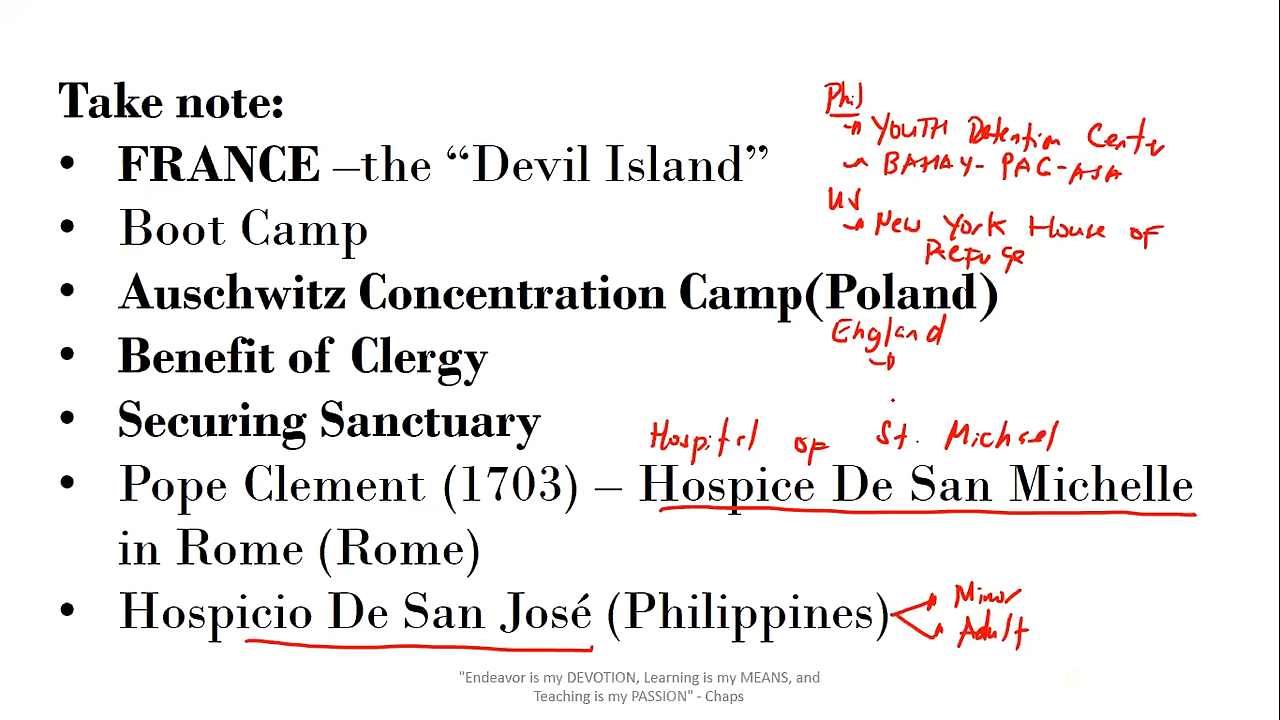 Take note:
Phil
YOUTH Detention Center
BAHAY-PAG-ASA
US
New York House of
Refuge
• FRANCE –the “Devil Island”
• Boot Camp
• Auschwitz Concentration Camp(Poland)
England
• Benefit of Clergy
• Securing Sanctuary
Hospital of St. Michael
• Pope Clement (1703) – Hospice De San Michelle
in Rome (Rome)
• Hospicio De San José (Philippines)
Minor
Adult
"Endeavor is my DEVOTION, Learning is my MEANS, and
Teaching is my PASSION" - Chaps